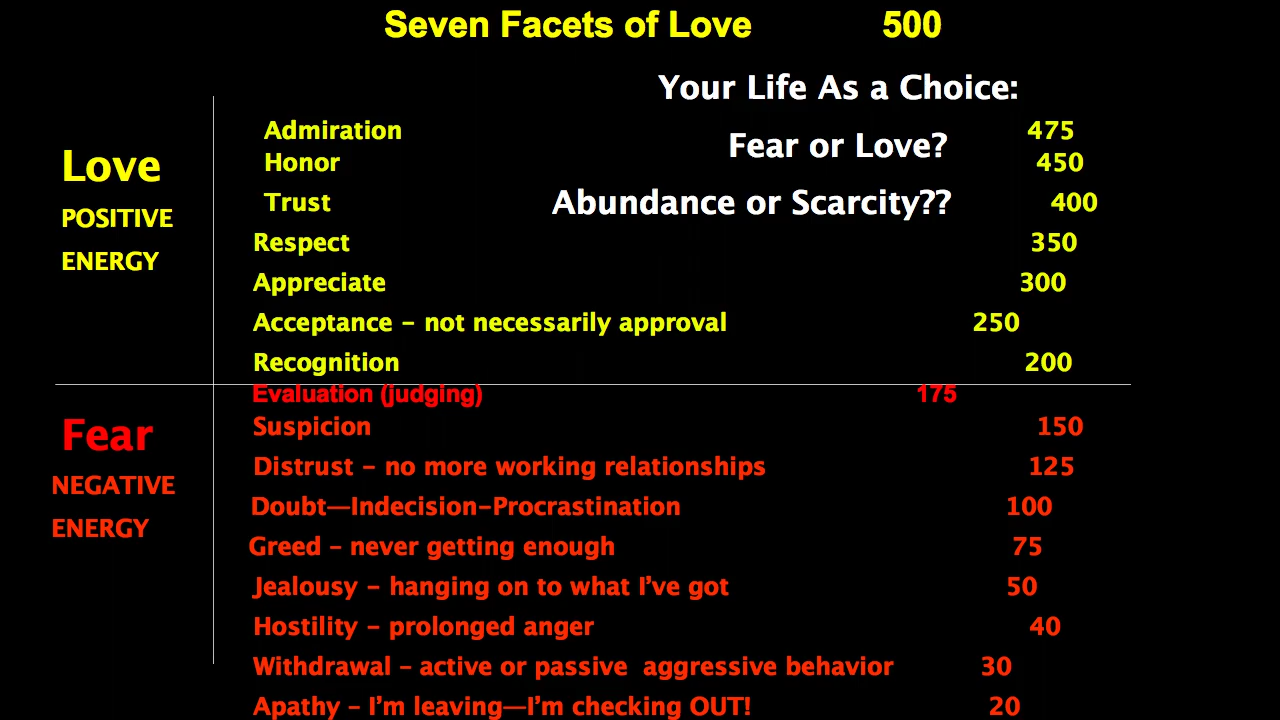 Seven Facets of Love 500
Your Life As a Choice:
Admiration 475
Fear or Love?
Love
Honor 450
Trust 400
Abundance or Scarcity??
POSITIVE
Respect 350
ENERGY
Appreciate 300
Acceptance – not necessarily approval 250
Recognition 200
Evaluation (judging) 175
Fear
Suspicion 150
Distrust – no more working relationships 125
NEGATIVE
Doubt—Indecision–Procrastination 100
ENERGY
Greed – never getting enough 75
Jealousy – hanging on to what I’ve got 50
Hostility – prolonged anger 40
Withdrawal – active or passive  aggressive behavior 30
Apathy – I’m leaving—I’m checking OUT! 20